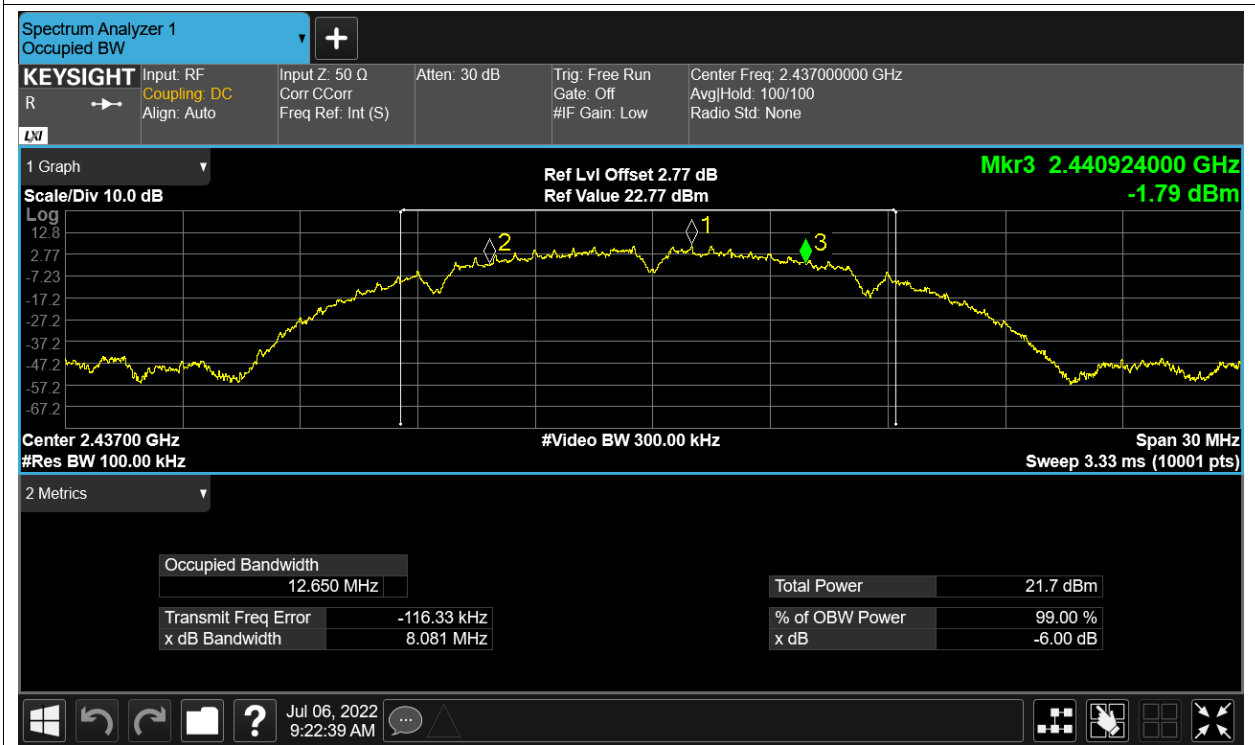 Spectrum Analyzer 1
Occupied BW
KEYSIGHT
R
LXI
Input: RF
Coupling: DC
Align: Auto
Input Z: 50 Ω
Corr CCorr
Freq Ref: Int (S)
Atten: 30 dB
Trig: Free Run
Gate: Off
#IF Gain: Low
Center Freq: 2.437000000 GHz
Avg|Hold: 100/100
Radio Std: None
1 Graph
Scale/Div 10.0 dB
Ref Lvl Offset 2.77 dB
Ref Value 22.77 dBm
Mkr3 2.440924000 GHz
-1.79 dBm
Log
12.8
2.77
-7.23
-17.2
-27.2
-37.2
-47.2
-57.2
-67.2
2
1
3
Center 2.43700 GHz
#Res BW 100.00 kHz
#Video BW 300.00 kHz
Span 30 MHz
Sweep 3.33 ms (10001 pts)
2 Metrics
Occupied Bandwidth
12.650 MHz
Transmit Freq Error -116.33 kHz
x dB Bandwidth 8.081 MHz
Total Power 21.7 dBm
% of OBW Power 99.00 %
x dB -6.00 dB
?
Jul 06, 2022
9:22:39 AM